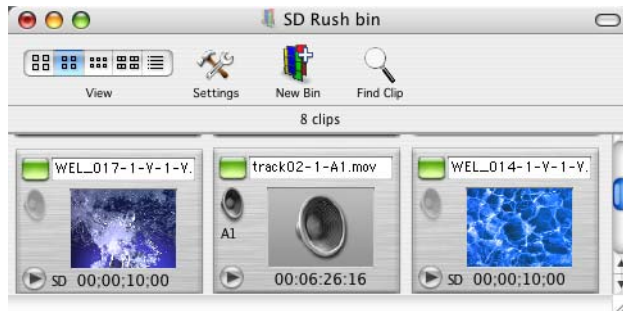 SD Rush bin
View Settings New Bin Find Clip
8 clips
WEL_017-1-V-1-V. track02-1-A1.mov WEL_014-1-V-1-V.
A1
SD 00;00;10;00 00:06:26:16 SD 00;00;10;00